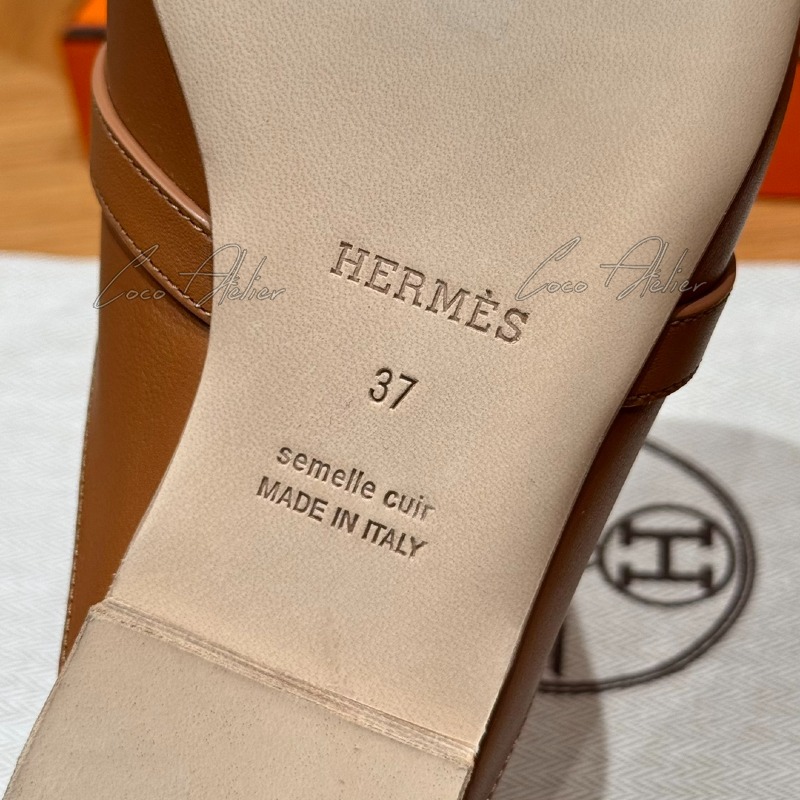 Coco Atelier
Coco Atelier
HERMÈS
37
semelle cuir
MADE IN ITALY
H